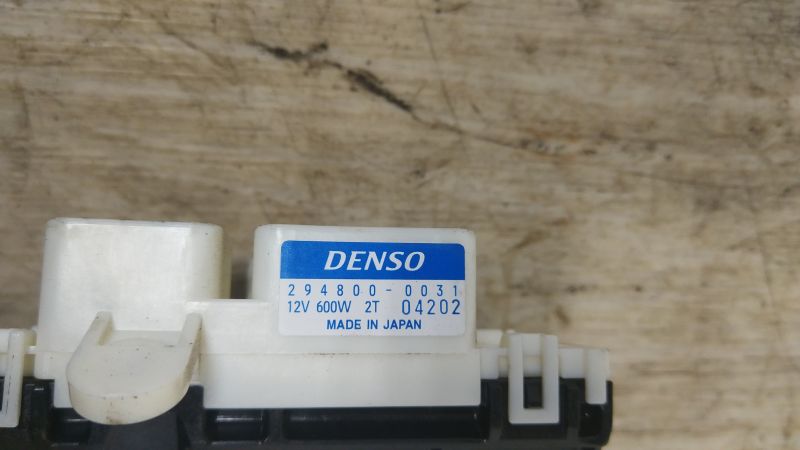 DENSO
294800-0031
12V 600W 2T 04202
MADE IN JAPAN